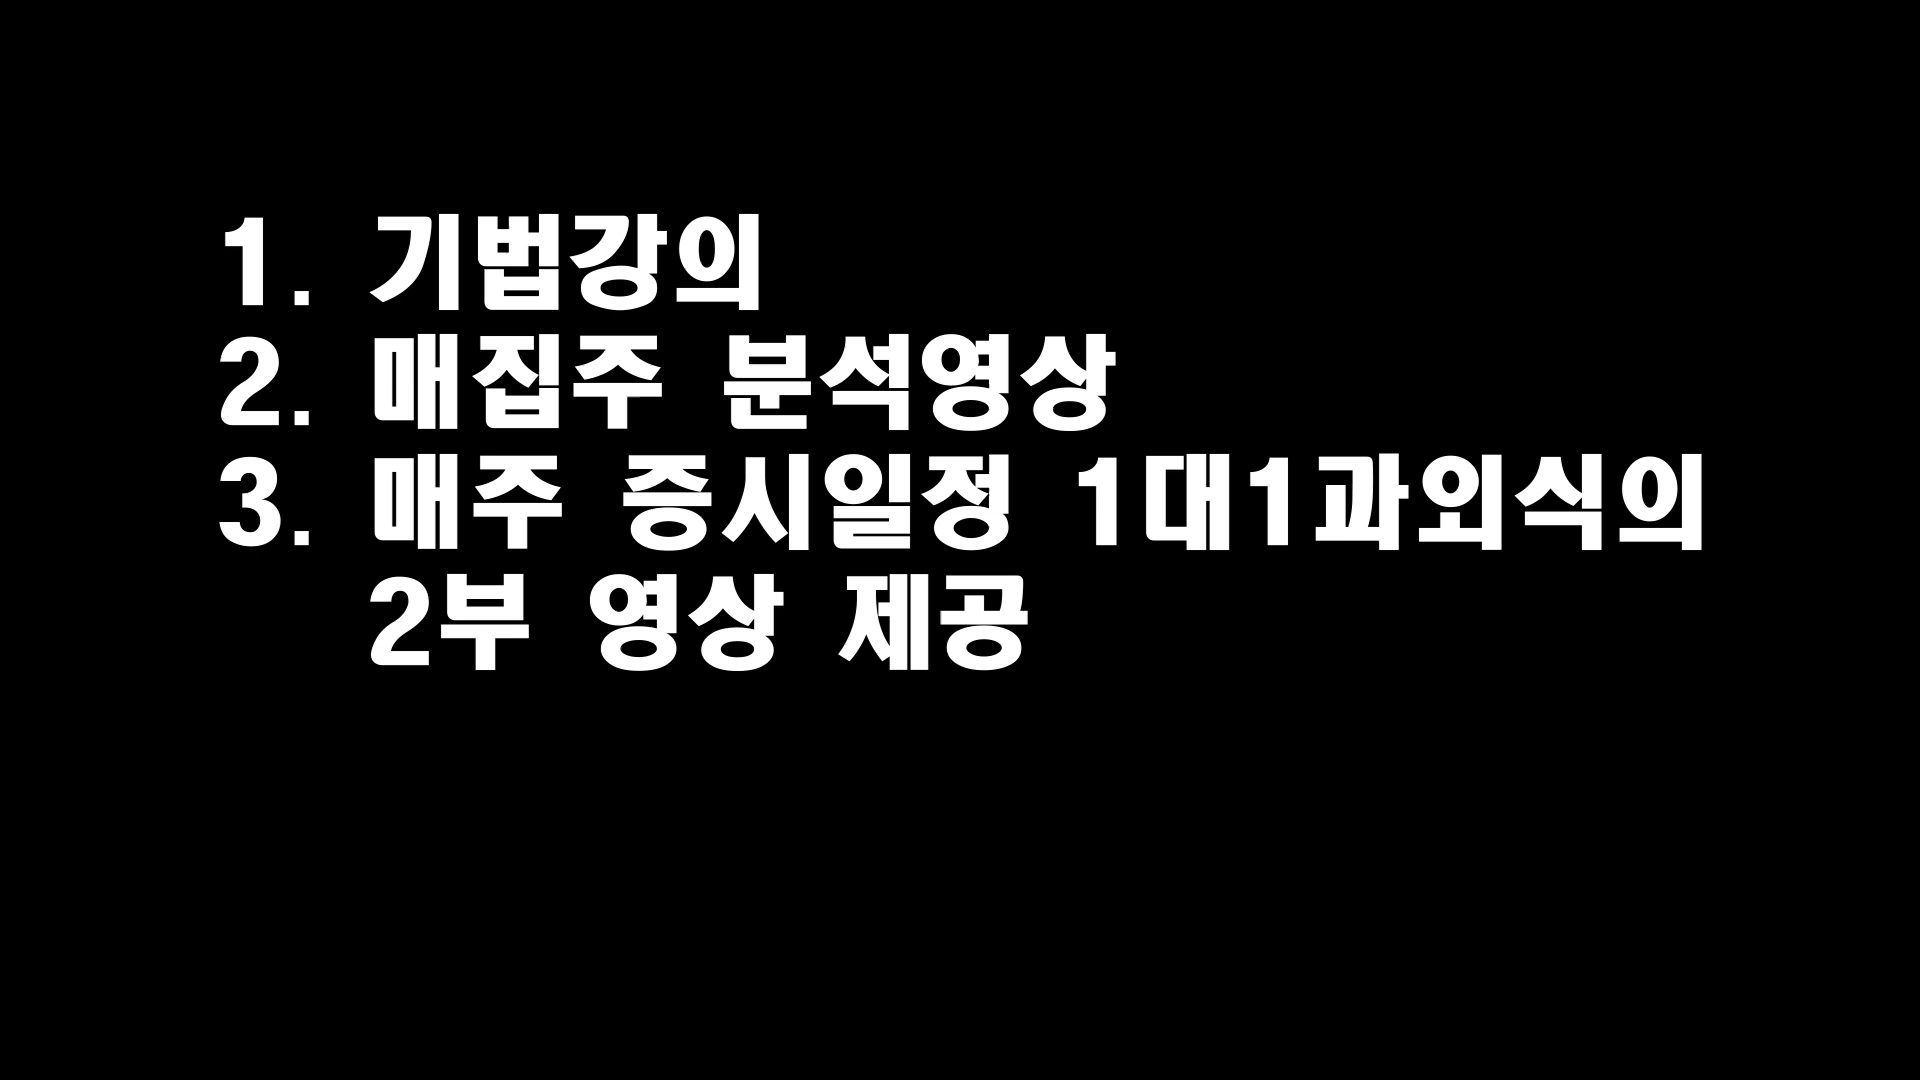 1. 기법강의
2. 매집주 분석영상
3. 매주 증시일정 1대1과외식의
2부 영상 제공